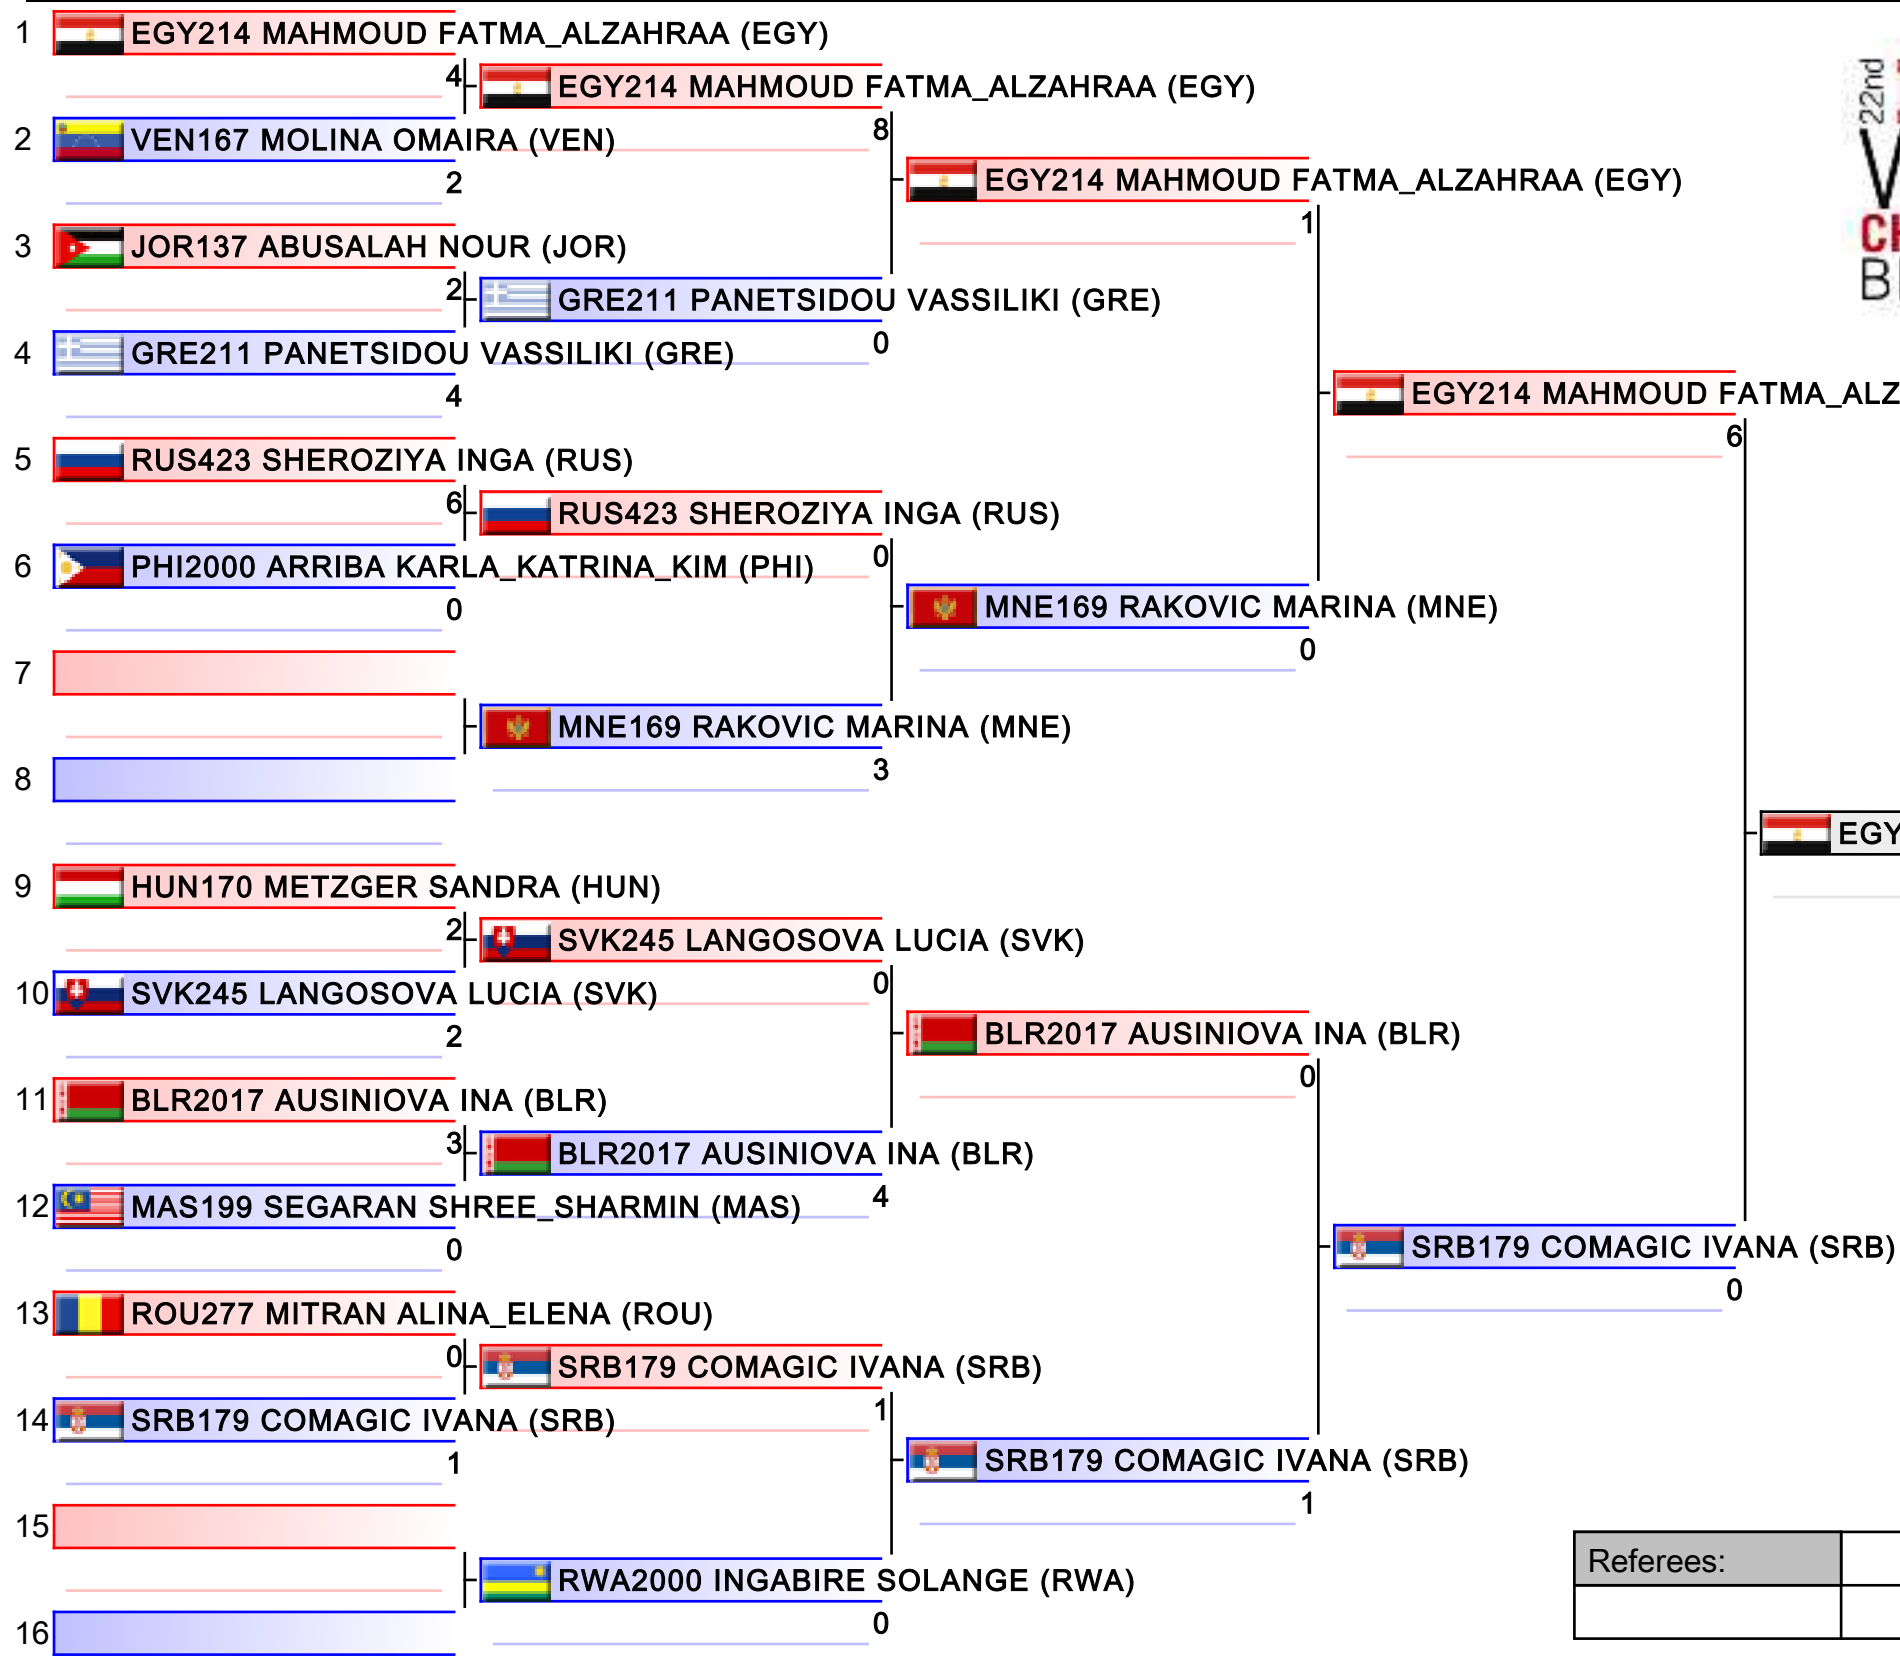 1 EGY214 MAHMOUD FATMA_ALZAHRAA (EGY)
4 EGY214 MAHMOUD FATMA_ALZAHRAA (EGY)
22nd
2 VEN167 MOLINA OMAIRA (VEN)
8
2
EGY214 MAHMOUD FATMA_ALZAHRAA (EGY)
1
3 JOR137 ABUSALAH NOUR (JOR)
2 GRE211 PANETSIDOU VASSILIKI (GRE)
0
4 GRE211 PANETSIDOU VASSILIKI (GRE)
4
EGY214 MAHMOUD FATMA_ALZ
6
5 RUS423 SHEROZIYA INGA (RUS)
6 RUS423 SHEROZIYA INGA (RUS)
0
6 PHI2000 ARRIBA KARLA_KATRINA_KIM (PHI)
0
MNE169 RAKOVIC MARINA (MNE)
0
7
MNE169 RAKOVIC MARINA (MNE)
3
8
EGY
9 HUN170 METZGER SANDRA (HUN)
2 SVK245 LANGOSOVA LUCIA (SVK)
0
10 SVK245 LANGOSOVA LUCIA (SVK)
2
BLR2017 AUSINIOVA INA (BLR)
0
11 BLR2017 AUSINIOVA INA (BLR)
3 BLR2017 AUSINIOVA INA (BLR)
4
12 MAS199 SEGARAN SHREE_SHARMIN (MAS)
0
SRB179 COMAGIC IVANA (SRB)
0
13 ROU277 MITRAN ALINA_ELENA (ROU)
0 SRB179 COMAGIC IVANA (SRB)
1
14 SRB179 COMAGIC IVANA (SRB)
1
SRB179 COMAGIC IVANA (SRB)
1
15
RWA2000 INGABIRE SOLANGE (RWA)
0
16
Referees: